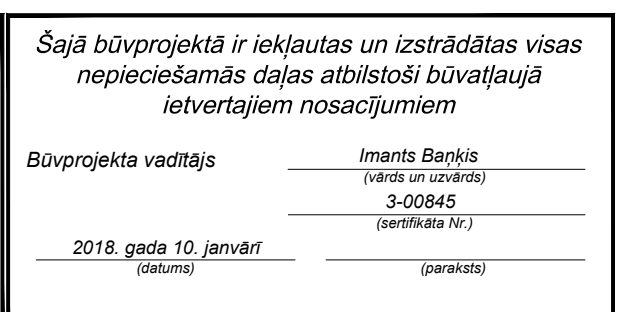 Šajā būvprojektā ir iekļautas un izstrādātas visas
nepieciešamās daļas atbilstoši būvatļaujā
ietvertajiem nosacījumiem
Būvprojekta vadītājs Imants Baņķis
(vārds un uzvārds)
3-00845
(sertifikāta Nr.)
2018. gada 10. janvārī
(datums) (paraksts)